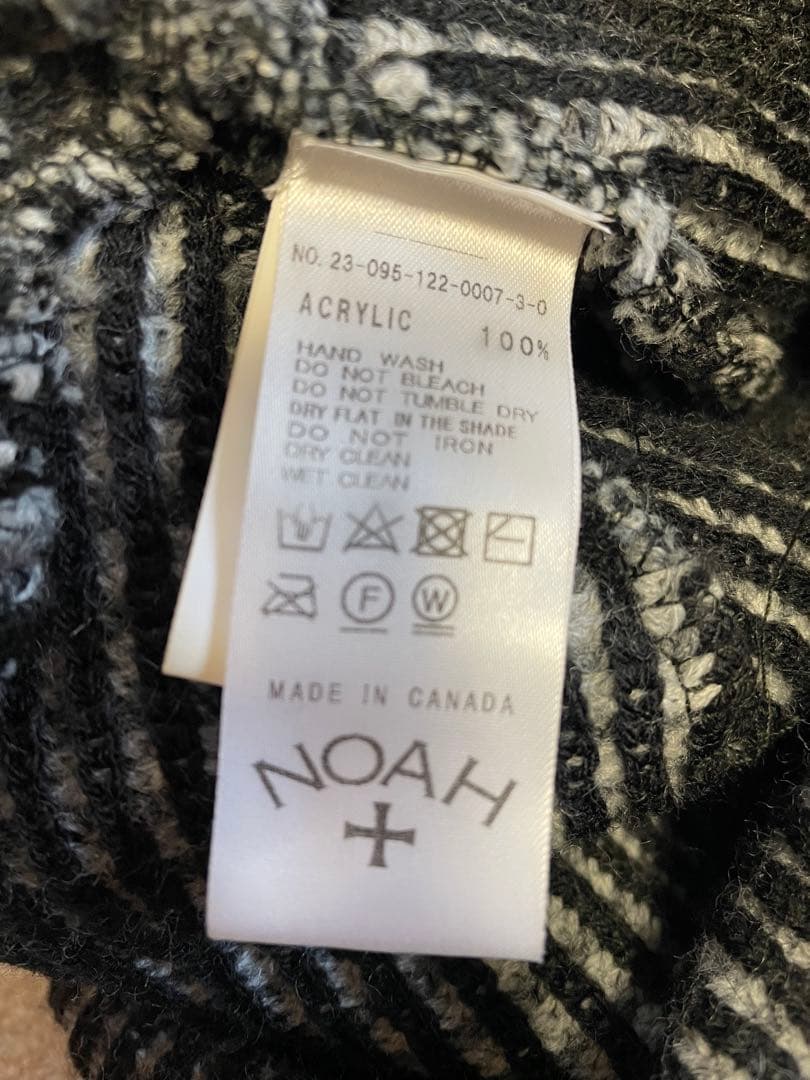 NO. 23-095-122-0007-3-0
ACRYLIC 100%
HAND WASH
DO NOT BLEACH
DO NOT TUMBLE DRY
DRY FLAT IN THE SHADE
DO NOT IRON
DRY CLEAN
WET CLEAN
F W
MADE IN CANADA
NOAH